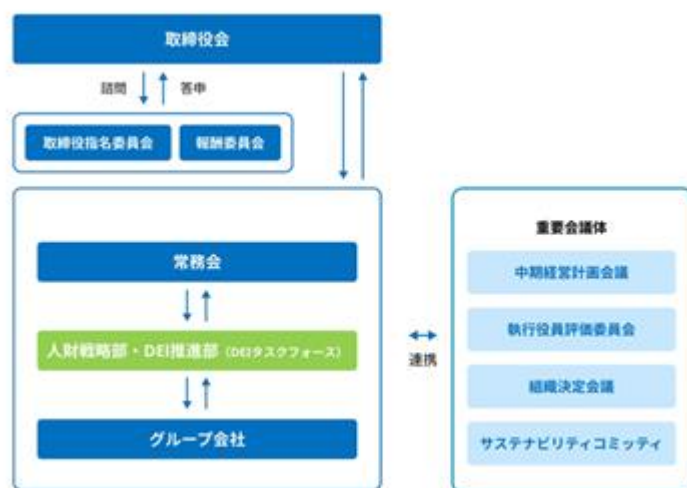 取締役会
諮問
答申
取締役指名委員会
報酬委員会
常務会
人財戦略部・DEI推進部（DEIタスクフォース）
グループ会社
連携
重要会議体
中期経営計画会議
執行役員評価委員会
組織決定会議
サステナビリティコミッティ